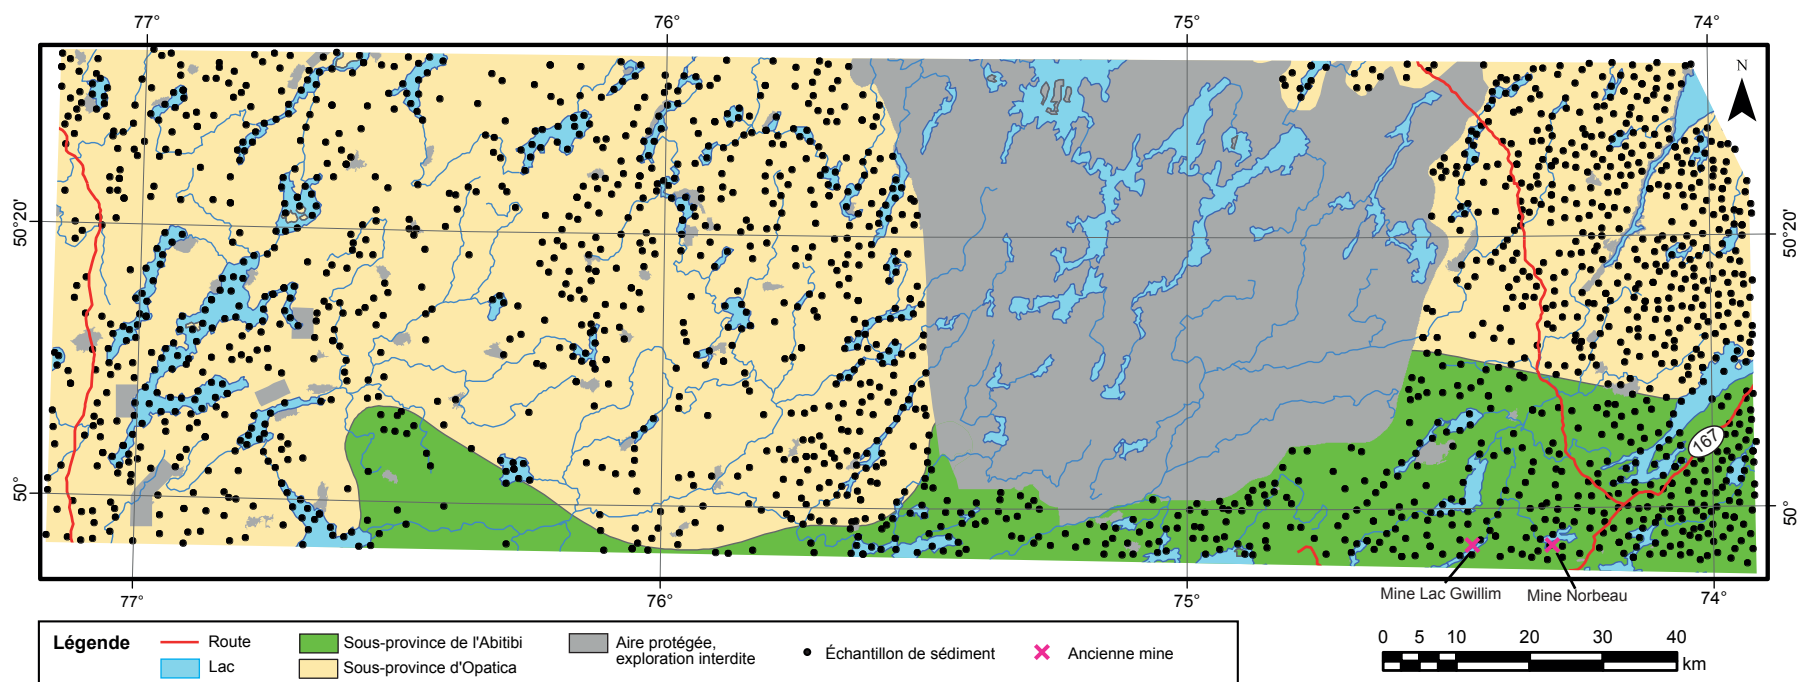 77° 76° 75° 74°
N
50°20' 50°20'
167
50° 50°
77° 76° 75° 74°
Mine Lac Gwillim Mine Norbeau
Légende
Route
Lac
Sous-province de l'Abitibi
Sous-province d'Opatica
Aire protégée,
exploration interdite
Échantillon de sédiment
Ancienne mine
0 5 10 20 30 40
km